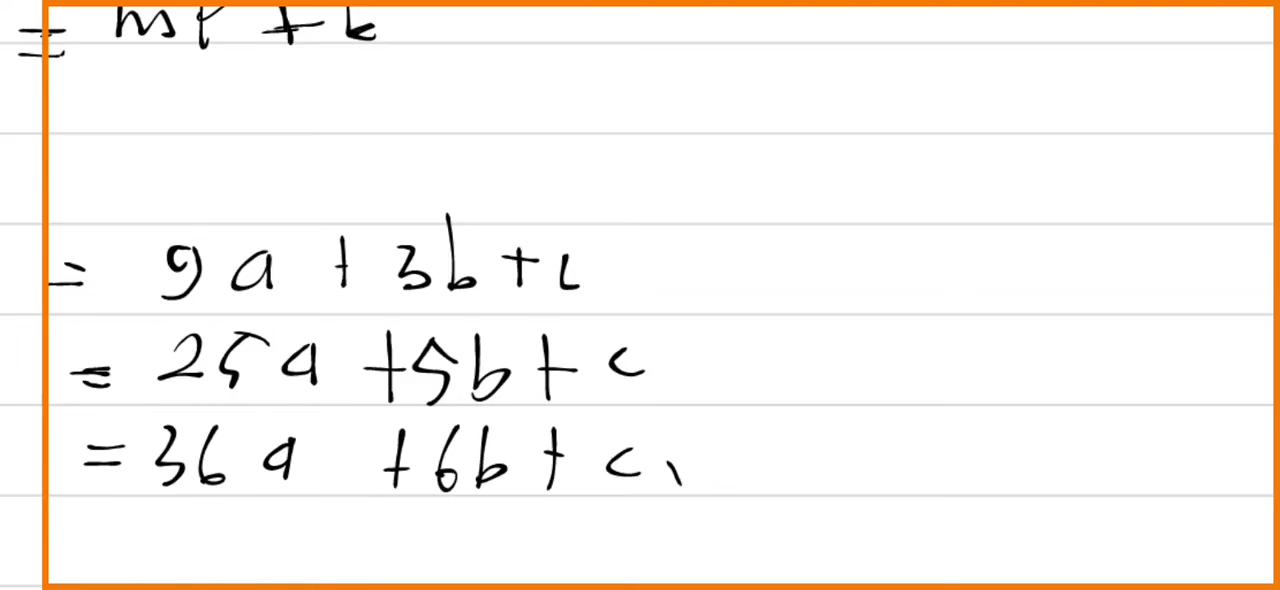 = 9a + 3b + c
= 25a + 5b + c
= 36a + 6b + c,